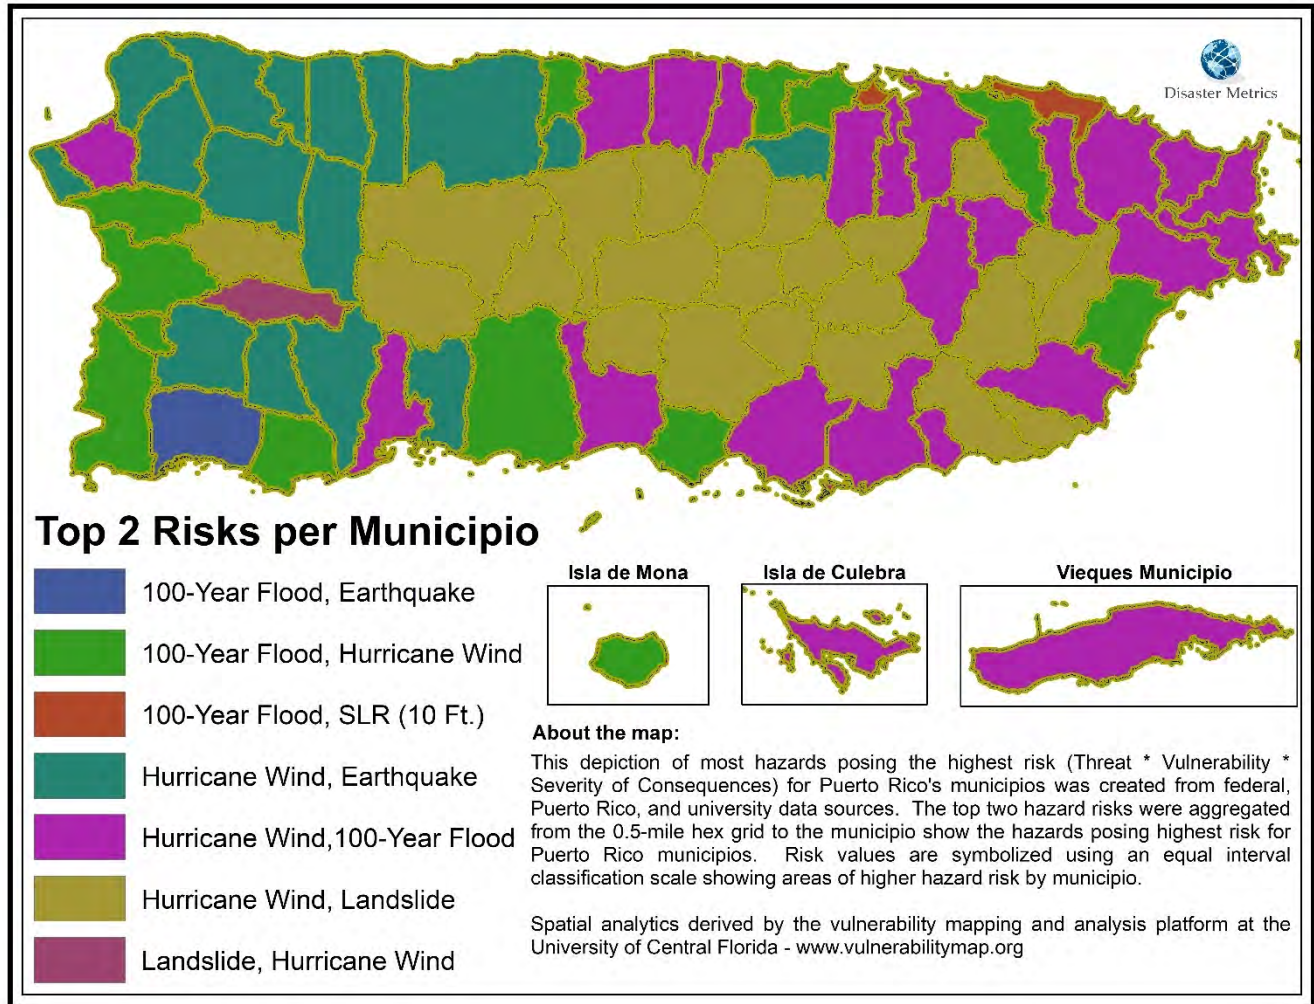 Disaster Metrics
Top 2 Risks per Municipio
100-Year Flood, Earthquake
100-Year Flood, Hurricane Wind
100-Year Flood, SLR (10 Ft.)
Hurricane Wind, Earthquake
Hurricane Wind,100-Year Flood
Hurricane Wind, Landslide
Landslide, Hurricane Wind
Isla de Mona
Isla de Culebra
Vieques Municipio
About the map:
This depiction of most hazards posing the highest risk (Threat * Vulnerability *
Severity of Consequences) for Puerto Rico's municipios was created from federal,
Puerto Rico, and university data sources. The top two hazard risks were aggregated
from the 0.5-mile hex grid to the municipio show the hazards posing highest risk for
Puerto Rico municipios. Risk values are symbolized using an equal interval
classification scale showing areas of higher hazard risk by municipio.
Spatial analytics derived by the vulnerability mapping and analysis platform at the
University of Central Florida - www.vulnerabilitymap.org